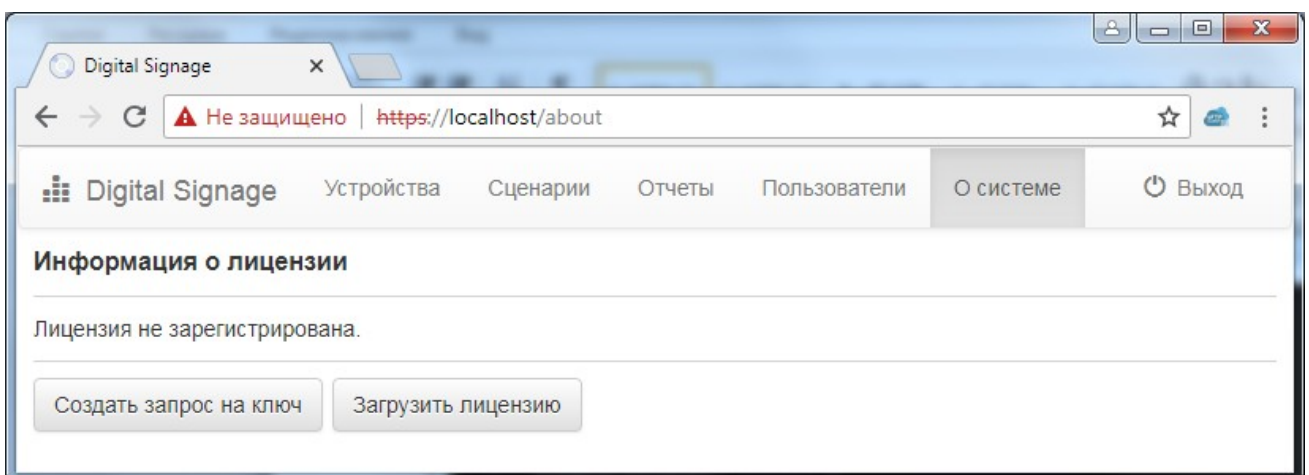 Digital Signage
Не защищено | https://localhost/about
Digital Signage Устройства Сценарии Отчеты Пользователи О системе Выход
Информация о лицензии
Лицензия не зарегистрирована.
Создать запрос на ключ Загрузить лицензию